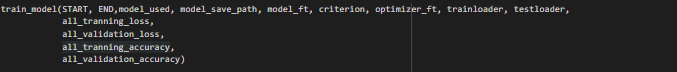 train_model(START, END,model_used, model_save_path, model_ft, criterion, optimizer_ft, trainloader, testloader,
all_tranning_loss,
all_validation_loss,
all_tranning_accuracy,
all_validation_accuracy)